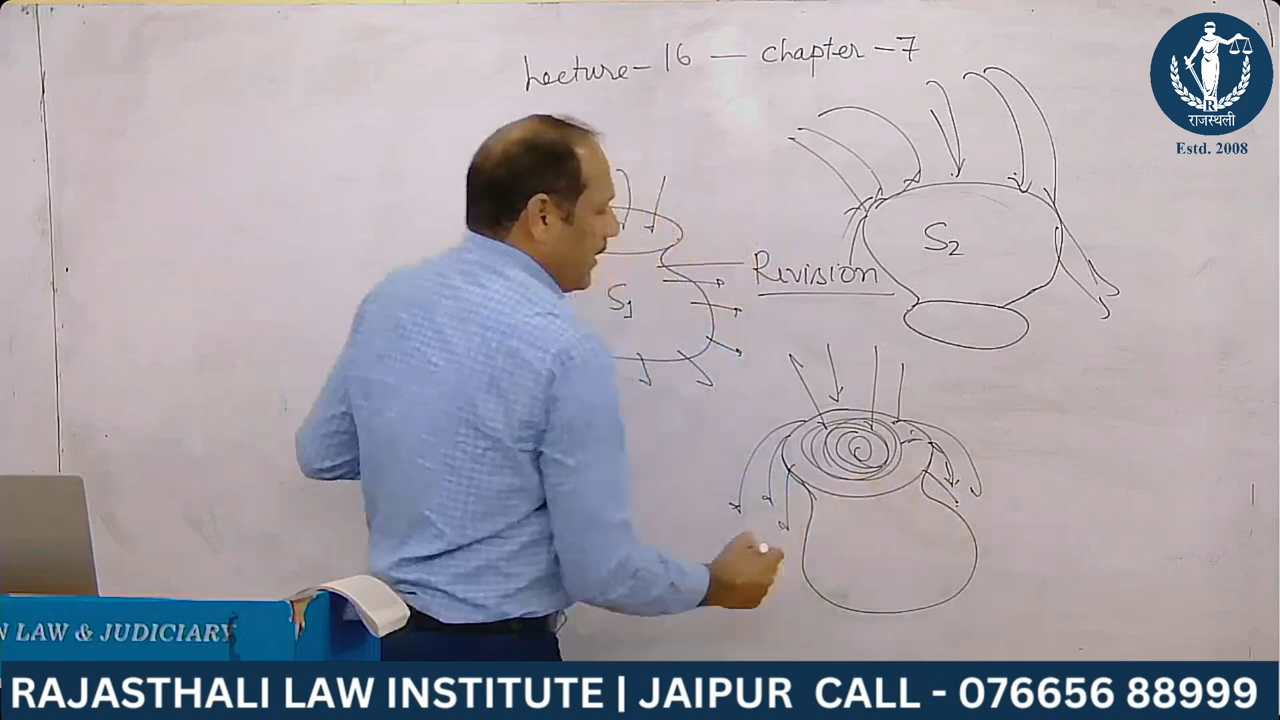 Lecture - 16 — chapter - 7
राजस्थली
Estd. 2008
S2
Revision
S1
N LAW & JUDICIARY
RAJASTHALI LAW INSTITUTE | JAIPUR CALL - 076656 88999